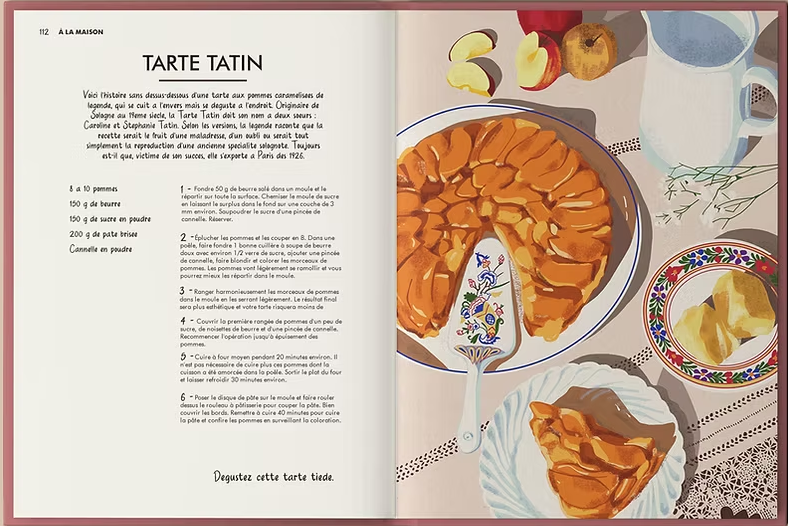 112 À LA MAISON
TARTE TATIN
Voici l'histoire sans dessus-dessous d'une tarte aux pommes caramelisees de
legende, qui se cuit a l'envers mais se deguste a l'endroit. Originaire de
Sologne au 19eme siecle, la Tarte Tatin doit son nom a deux sœurs :
Caroline et Stephanie Tatin. Selon les versions, la legende raconte que la
recette serait le fruit d'une maladresse, d'un oubli ou serait tout
simplement la reproduction d'une ancienne specialite solognote. Toujours
est-il que, victime de son succes, elle s'exporte a Paris des 1926.
8 a 10 pommes
150 g de beurre
150 g de sucre en poudre
200 g de pate brisee
Cannelle en poudre
1 - Fondre 50 g de beurre salé dans un moule et le
répartir sur toute la surface. Chemiser le moule de sucre
en laissant le surplus dans le fond sur une couche de 3
mm environ. Saupoudrer le sucre d'une pincée de
cannelle. Réserver.
2 - Eplucher les pommes et les couper en 8. Dans une
poêle, faire fondre 1 bonne cuillère à soupe de beurre
doux avec environ 1/2 verre de sucre, ajouter une pincée
de cannelle, faire blondir et colorer les morceaux de
pommes. Les pommes vont légèrement se ramollir et vous
pourrez mieux les répartir dans le moule.
3 - Ranger harmonieusement les morceaux de pommes
dans le moule en les serrant légèrement. Le résultat final
sera plus esthétique et votre tarte risquera moins de
4 - Couvrir la première rangée de pommes d'un peu de
sucre, de noisettes de beurre et d'une pincée de cannelle.
Recommencer l'opération jusqu'à épuisement des
pommes.
5 - Cuire à four moyen pendant 20 minutes environ. Il
n'est pas nécessaire de cuire plus ces pommes dont la
cuisson a été amorcée dans la poêle. Sortir le plat du four
et laisser refroidir 30 minutes environ.
6 - Poser le disque de pâte sur le moule et faire rouler
dessus le rouleau à pâtisserie pour couper la pâte. Bien
couvrir les bords. Remettre à cuire 40 minutes pour cuire
la pâte et confire les pommes en surveillant la coloration.
Degustez cette tarte tiede.